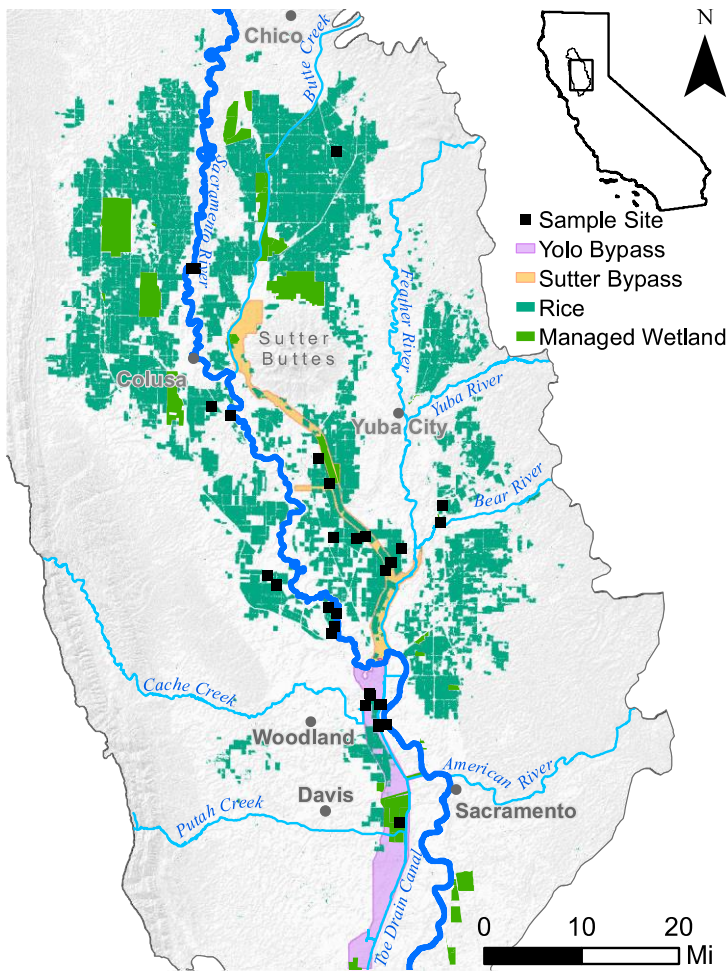 Chico
N
Butte Creek
Sacramento River
Sample Site
Yolo Bypass
Sutter Bypass
Rice
Managed Wetland
Feather River
Sutter
Buttes
Colusa
Yuba City
Yuba River
Bear River
Cache Creek
Woodland
American River
Davis
Sacramento
Putah Creek
Toe Drain Canal
0 10 20
Mi